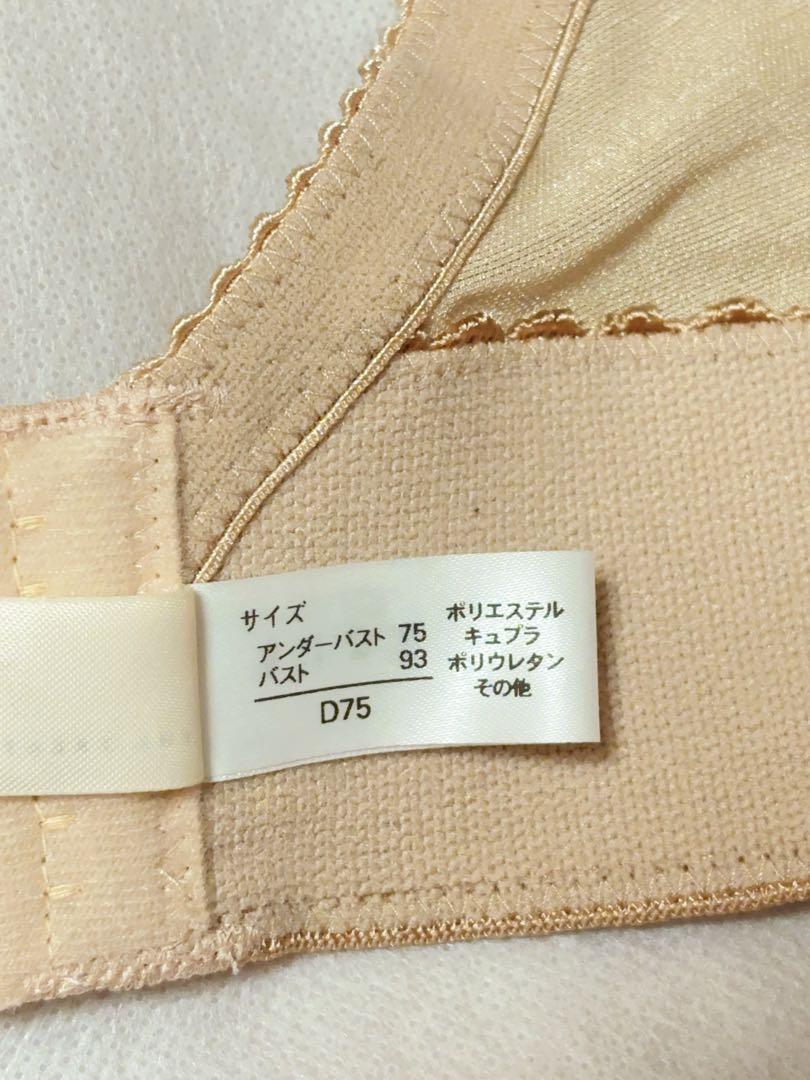 サイズ
アンダーバスト 75
バスト 93
D75
ポリエステル
キュプラ
ポリウレタン
その他